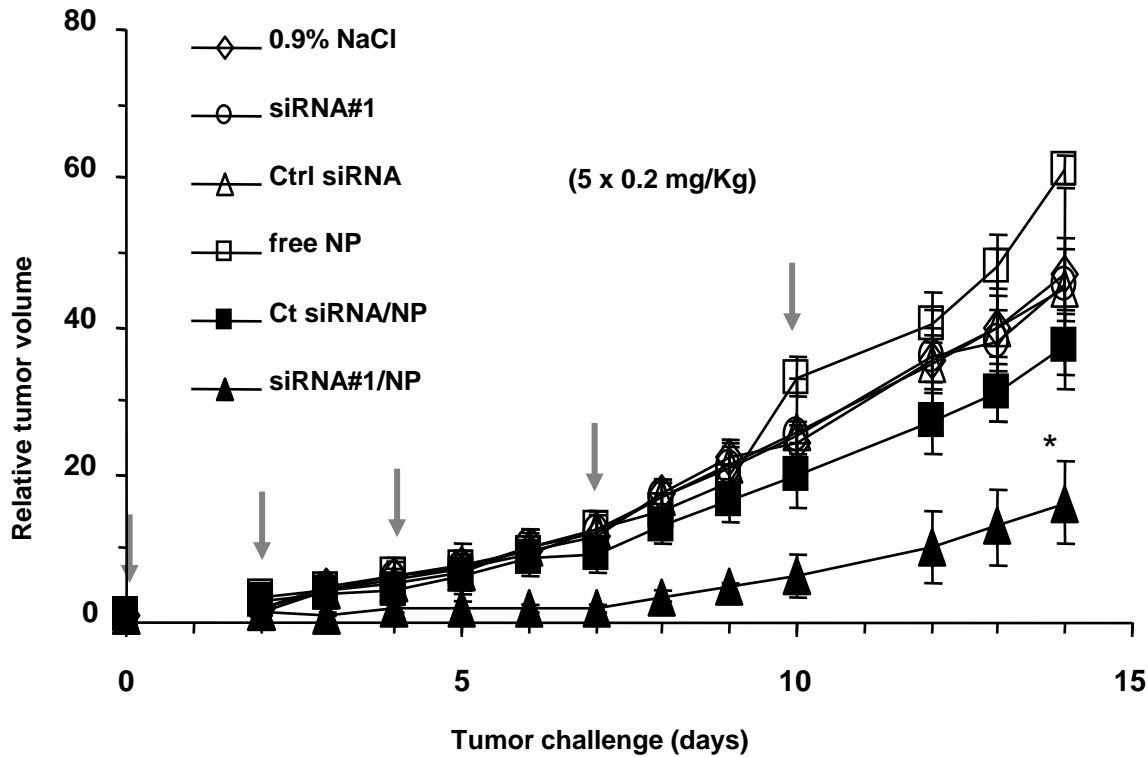 80
60
40
20
0
Relative tumor volume
0.9% NaCl
siRNA#1
Ctrl siRNA
free NP
Ct siRNA/NP
siRNA#1/NP
(5 x 0.2 mg/Kg)
*
0 5 10 15
Tumor challenge (days)